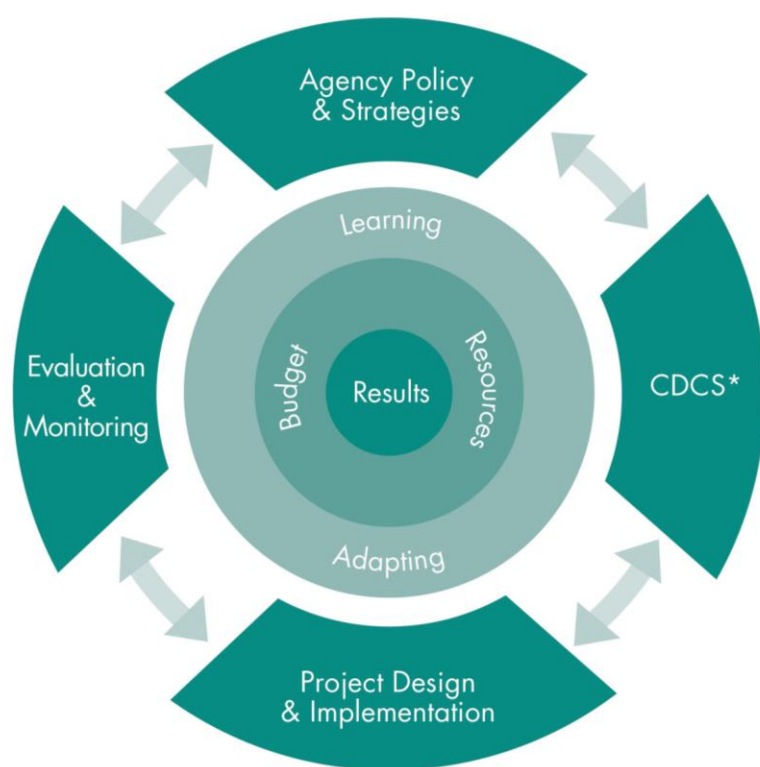 Agency Policy
& Strategies
Learning
Evaluation
&
Monitoring
Budget
Results
Resources
CDCS*
Adapting
Project Design
& Implementation